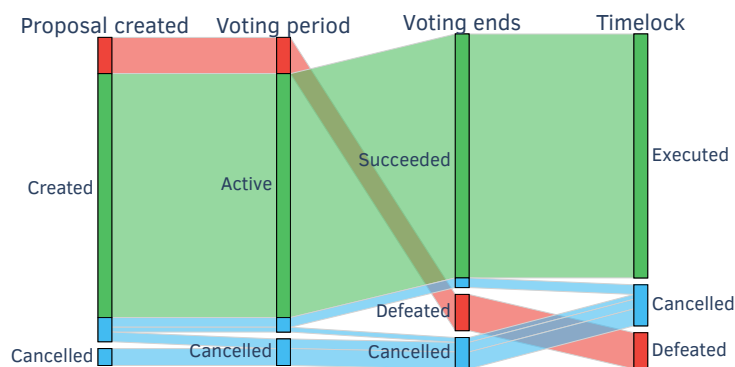 Proposal created Voting period Voting ends Timelock
Created
Cancelled
Active
Cancelled
Succeeded
Defeated
Cancelled
Executed
Cancelled
Defeated